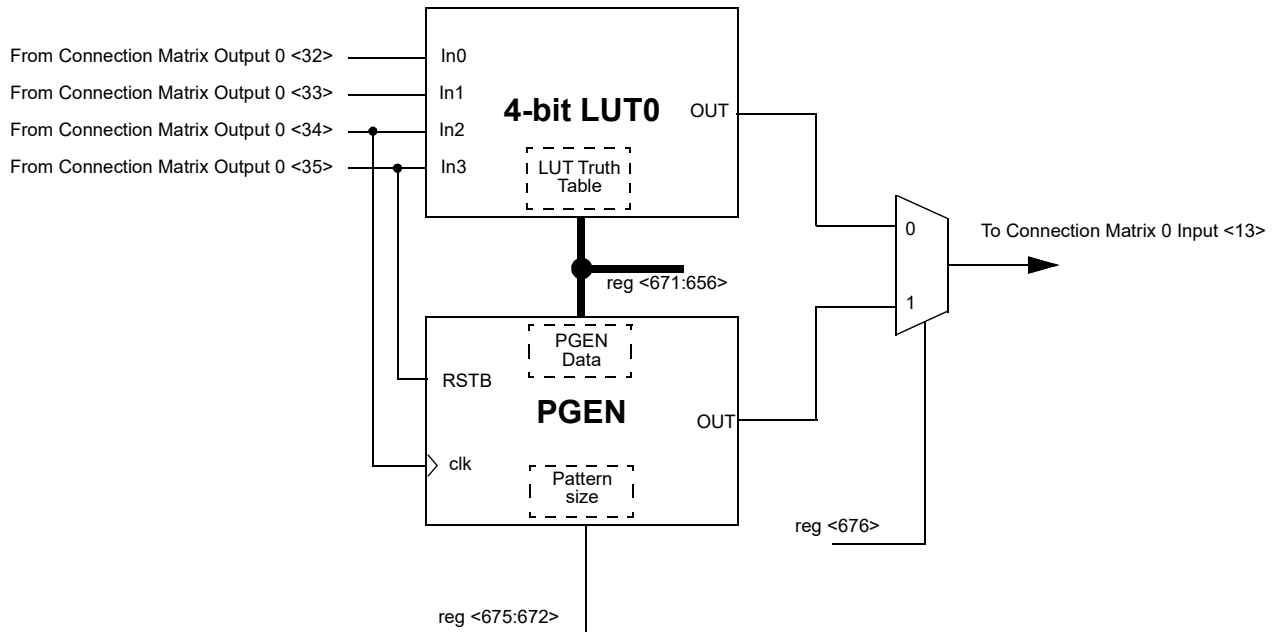 From Connection Matrix Output 0 <32>
In0
From Connection Matrix Output 0 <33>
In1
4-bit LUT0
OUT
From Connection Matrix Output 0 <34>
In2
From Connection Matrix Output 0 <35>
In3
LUT Truth
Table
0
To Connection Matrix 0 Input <13>
reg <671:656>
1
PGEN
Data
RSTB
PGEN
OUT
clk
Pattern
size
reg <676>
reg <675:672>